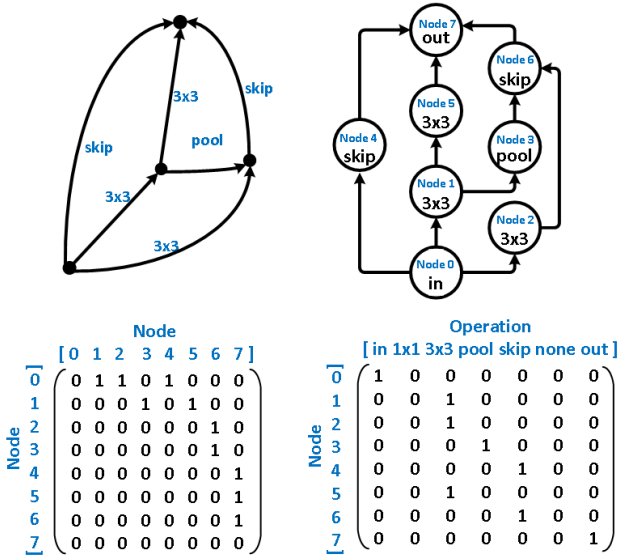 skip
3x3
skip
pool
3x3
3x3
Node 7
out
Node 6
skip
Node 5
3x3
Node 4
skip
Node 3
pool
Node 1
3x3
Node 2
3x3
Node 0
in
Node
[ 0 1 2 3 4 5 6 7 ]
Node
[ 0 1 2 3 4 5 6 7 ]
0 1 1 0 1 0 0 0
0 0 0 1 0 1 0 0
0 0 0 0 0 0 1 0
0 0 0 0 0 0 1 0
0 0 0 0 0 0 0 1
0 0 0 0 0 0 0 1
0 0 0 0 0 0 0 1
0 0 0 0 0 0 0 0
Operation
[ in 1x1 3x3 pool skip none out ]
Node
[ 0 1 2 3 4 5 6 7 ]
1 0 0 0 0 0 0
0 0 1 0 0 0 0
0 0 1 0 0 0 0
0 0 0 1 0 0 0
0 0 0 0 1 0 0
0 0 1 0 0 0 0
0 0 0 0 1 0 0
0 0 0 0 0 0 1